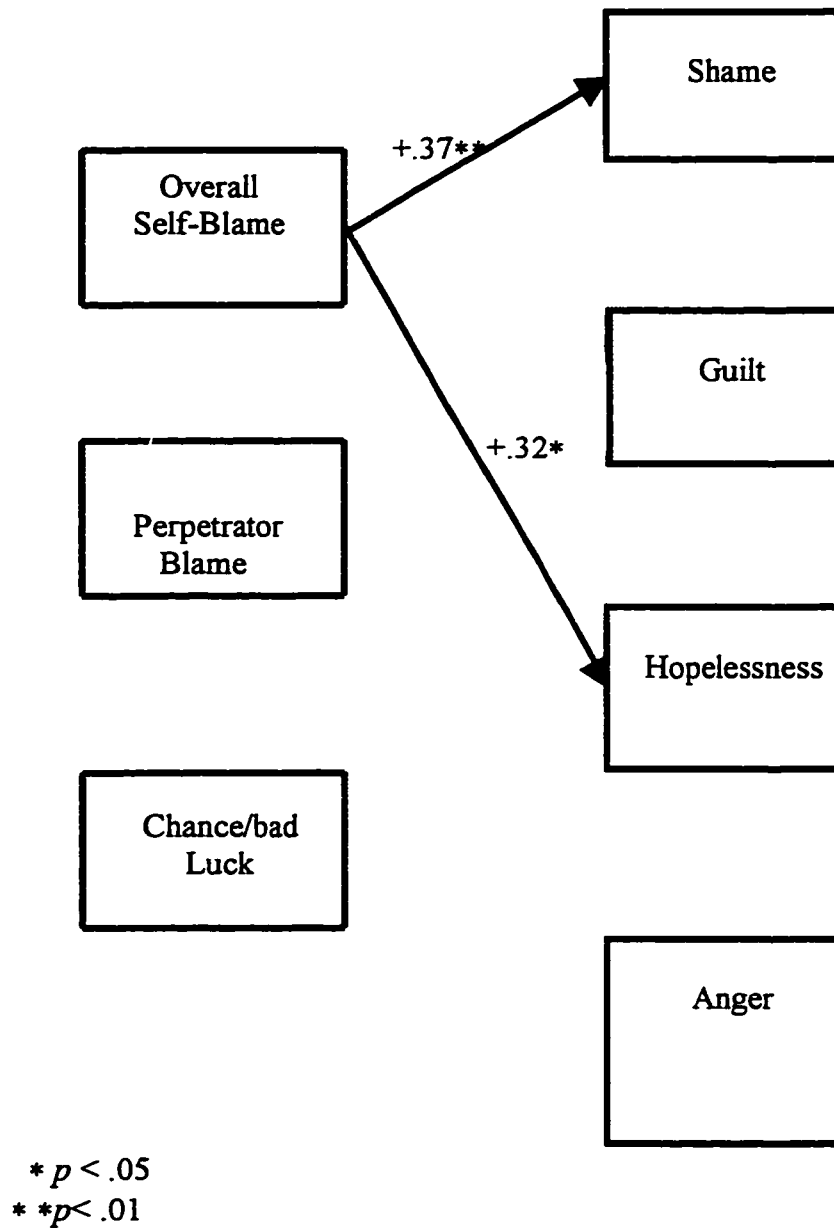 Shame
+.37**
Overall
Self-Blame
Guilt
+.32*
Perpetrator
Blame
Hopelessness
Chance/bad
Luck
Anger
* p < .05
* *p< .01